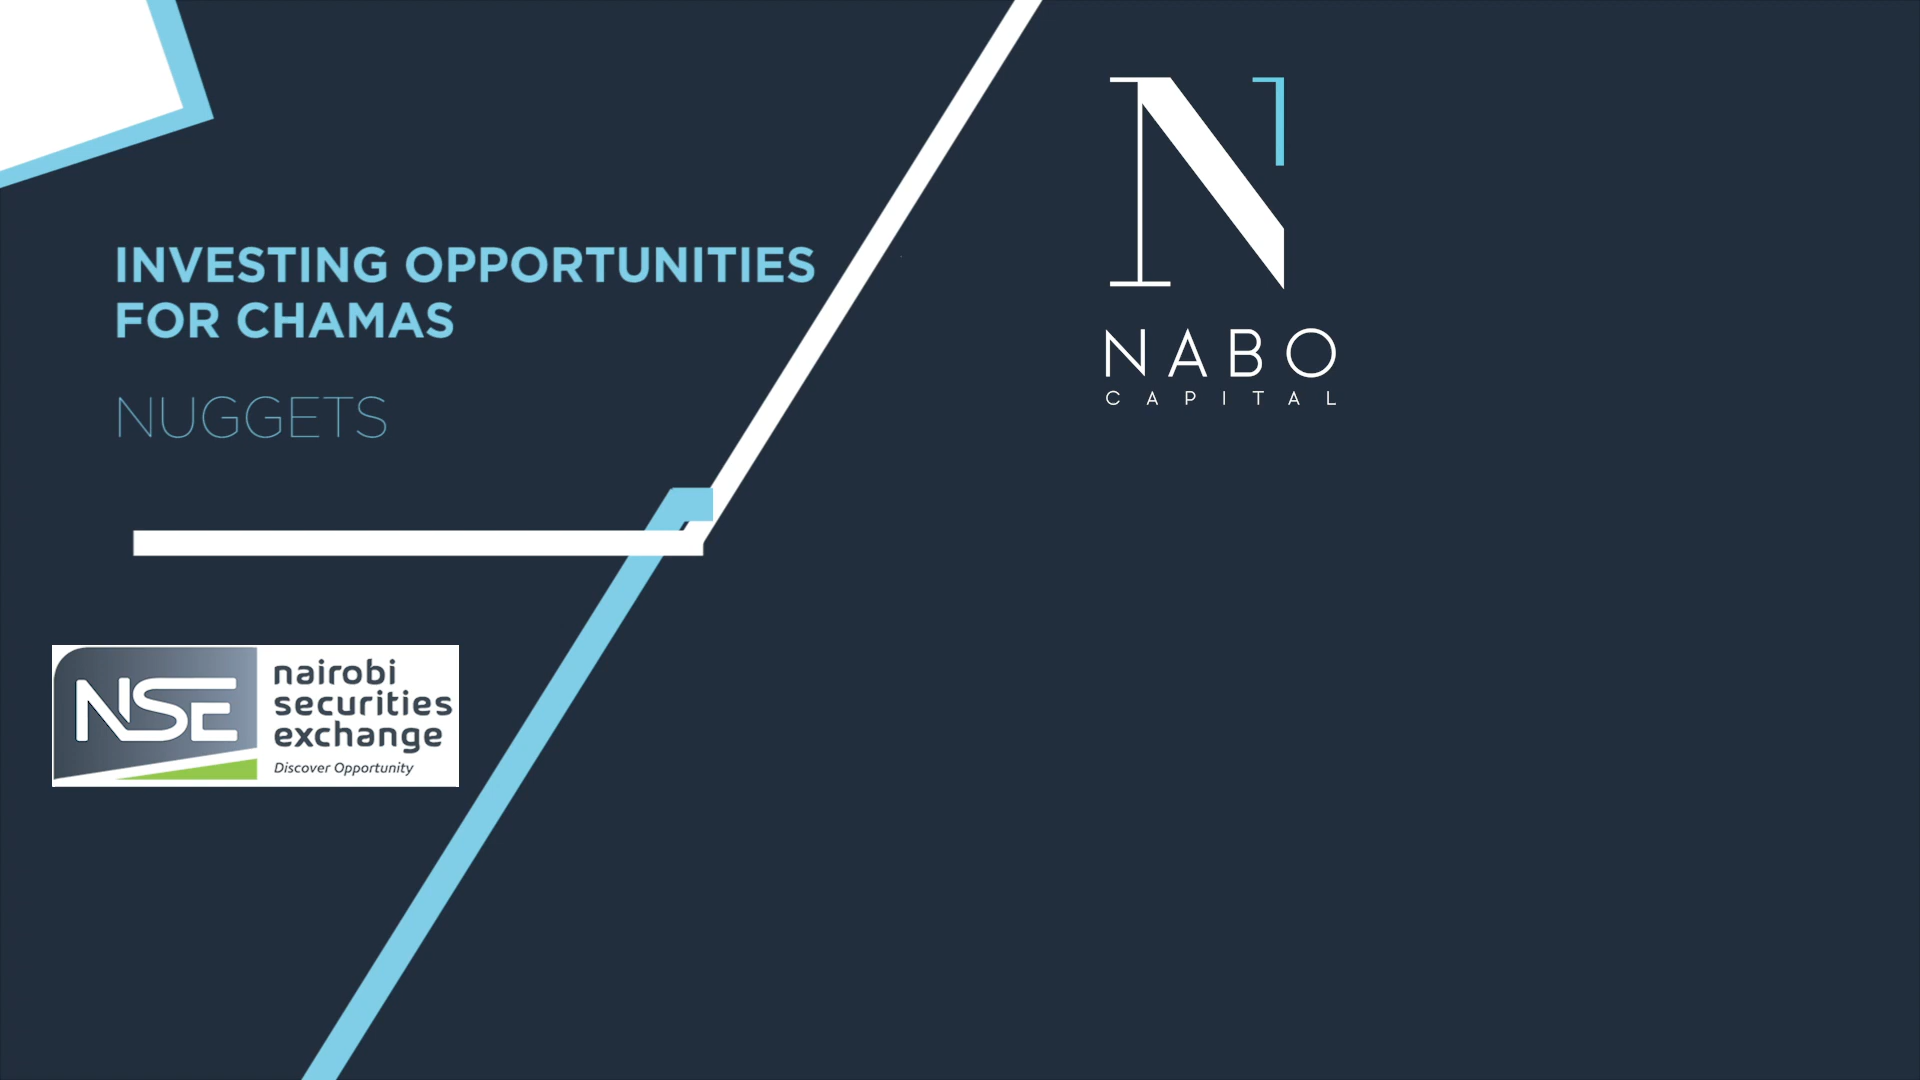 INVESTING OPPORTUNITIES
FOR CHAMAS
NUGGETS
N
NABO
CAPITAL
NSE
nairobi
securities
exchange
Discover Opportunity